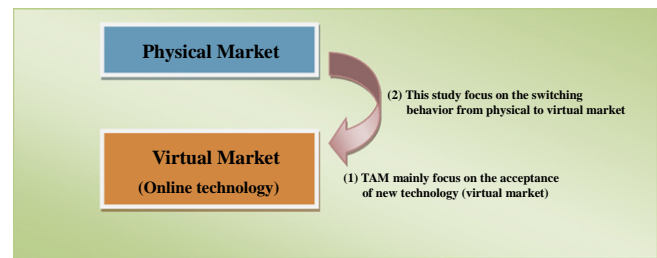 Physical Market
(2) This study focus on the switching
behavior from physical to virtual market
Virtual Market
(Online technology)
(1) TAM mainly focus on the acceptance
of new technology (virtual market)